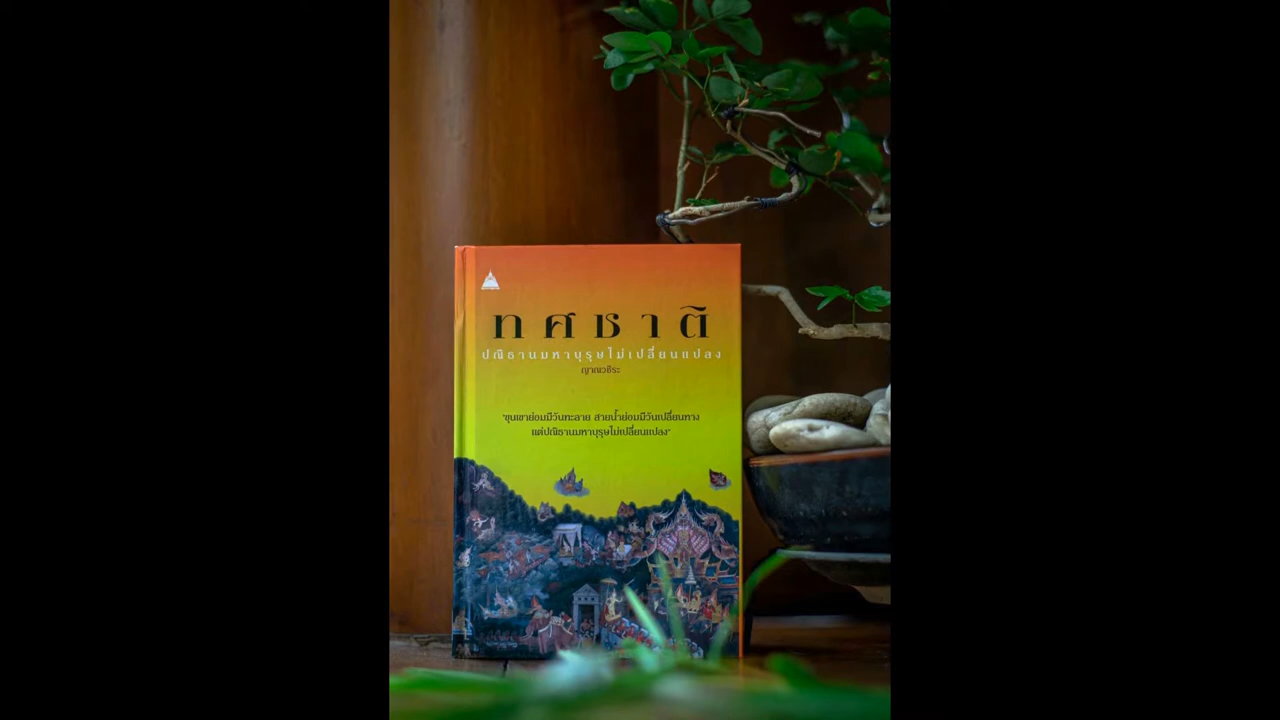 ทศชาติ
ปณิธานมหาบุรุษไม่เปลี่ยนแปลง
ญาณวชิระ
"ขุนเขาย่อมมีวันทะลาย สายน้ำย่อมมีวันเปลี่ยนทาง
แต่ปณิธานมหาบุรุษไม่เปลี่ยนแปลง"